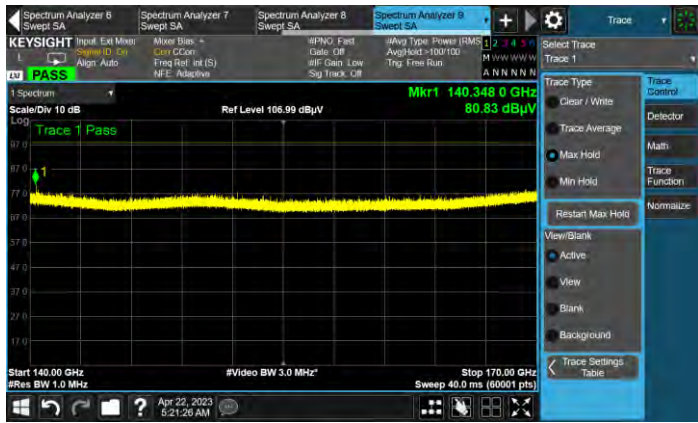 Spectrum Analyzer 6
Swept SA
Spectrum Analyzer 7
Swept SA
Spectrum Analyzer 8
Swept SA
Spectrum Analyzer 9
Swept SA
Trace
KEYSIGHT
L
LXI
PASS
Input: Ext Mixer
Signal ID: On
Align: Auto
Mixer Bias: +
Corr CCorr
Freq Ref: Int (S)
NFE: Adaptive
#PNO: Fast
Gate: Off
#IF Gain: Low
Sig Track: Off
#Avg Type: Power (RMS
Avg|Hold >100/100
Trig: Free Run
1 2 3 4 5 6
M W W W W W
A N N N N N
1 Spectrum
Scale/Div 10 dB
Ref Level 106.99 dBµV
Mkr1 140.348 0 GHz
80.83 dBµV
Log
Trace 1 Pass
1
97.0
87.0
77.0
67.0
57.0
47.0
37.0
27.0
17.0
Start 140.00 GHz
#Video BW 3.0 MHz*
Stop 170.00 GHz
#Res BW 1.0 MHz
Sweep 40.0 ms (60001 pts)
Select Trace
Trace 1
Trace Type
Clear / Write
Trace Average
Max Hold
Min Hold
Restart Max Hold
View/Blank
Active
View
Blank
Background
Trace Settings
Table
Trace
Control
Detector
Math
Trace
Function
Normalize
?
Apr 22, 2023
5:21:26 AM